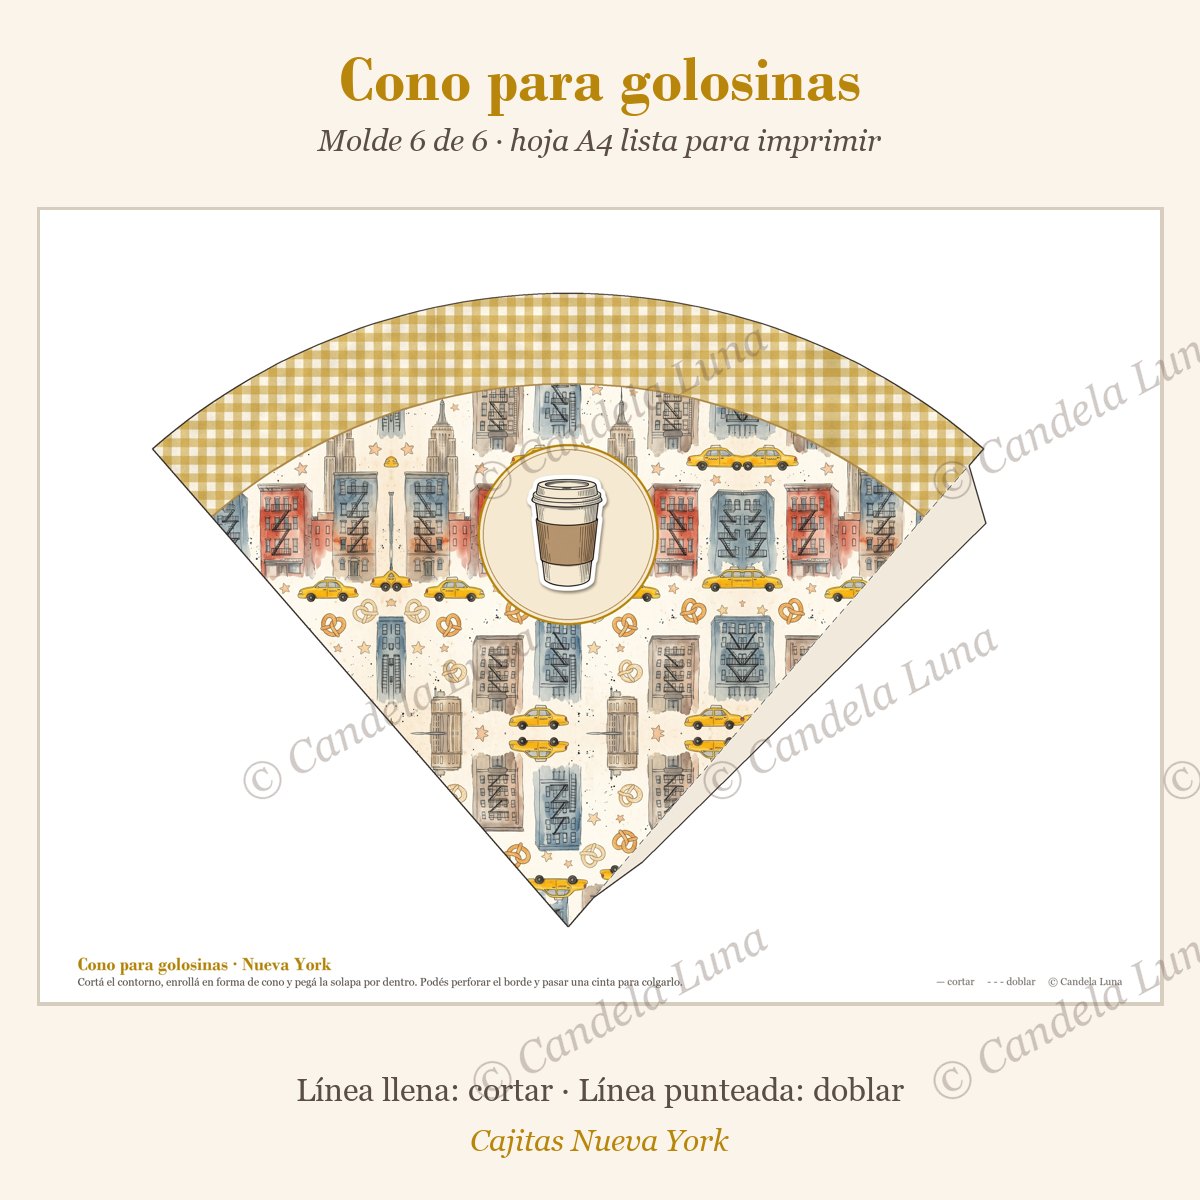 Cono para golosinas
Molde 6 de 6 · hoja A4 lista para imprimir
© Candela Luna
© Candela Lun
© Candela Luna
© Candela Luna
©
Cono para golosinas · Nueva York
Cortá el contorno, enrollá en forma de cono y pegá la solapa por dentro. Podés perforar el borde y pasar una cinta para colgarlo.
— cortar - - - doblar © Candela Luna
© Candela Luna
© Candela Lun
Línea llena: cortar · Línea punteada: doblar
Cajitas Nueva York